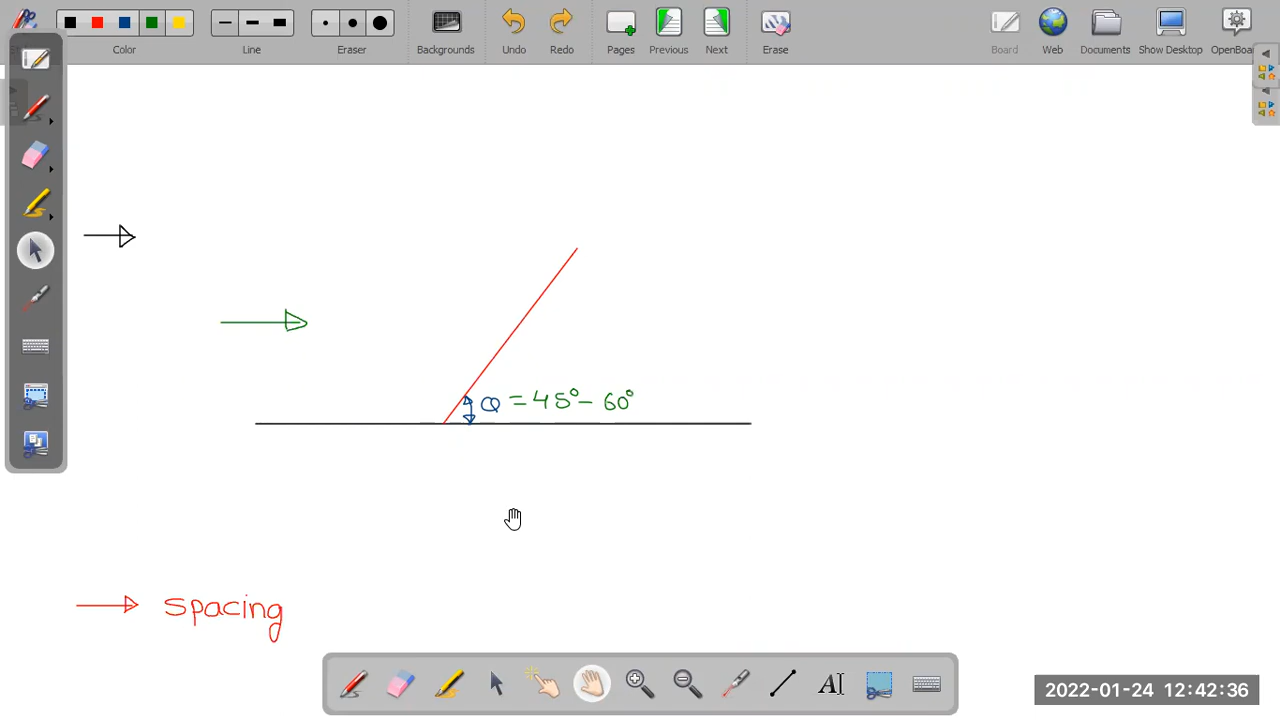 Color Line Eraser Backgrounds Undo Redo Pages Previous Next Erase Board Web Documents Show Desktop OpenBoa
= 45° - 60°
spacing
2022-01-24 12:42:36